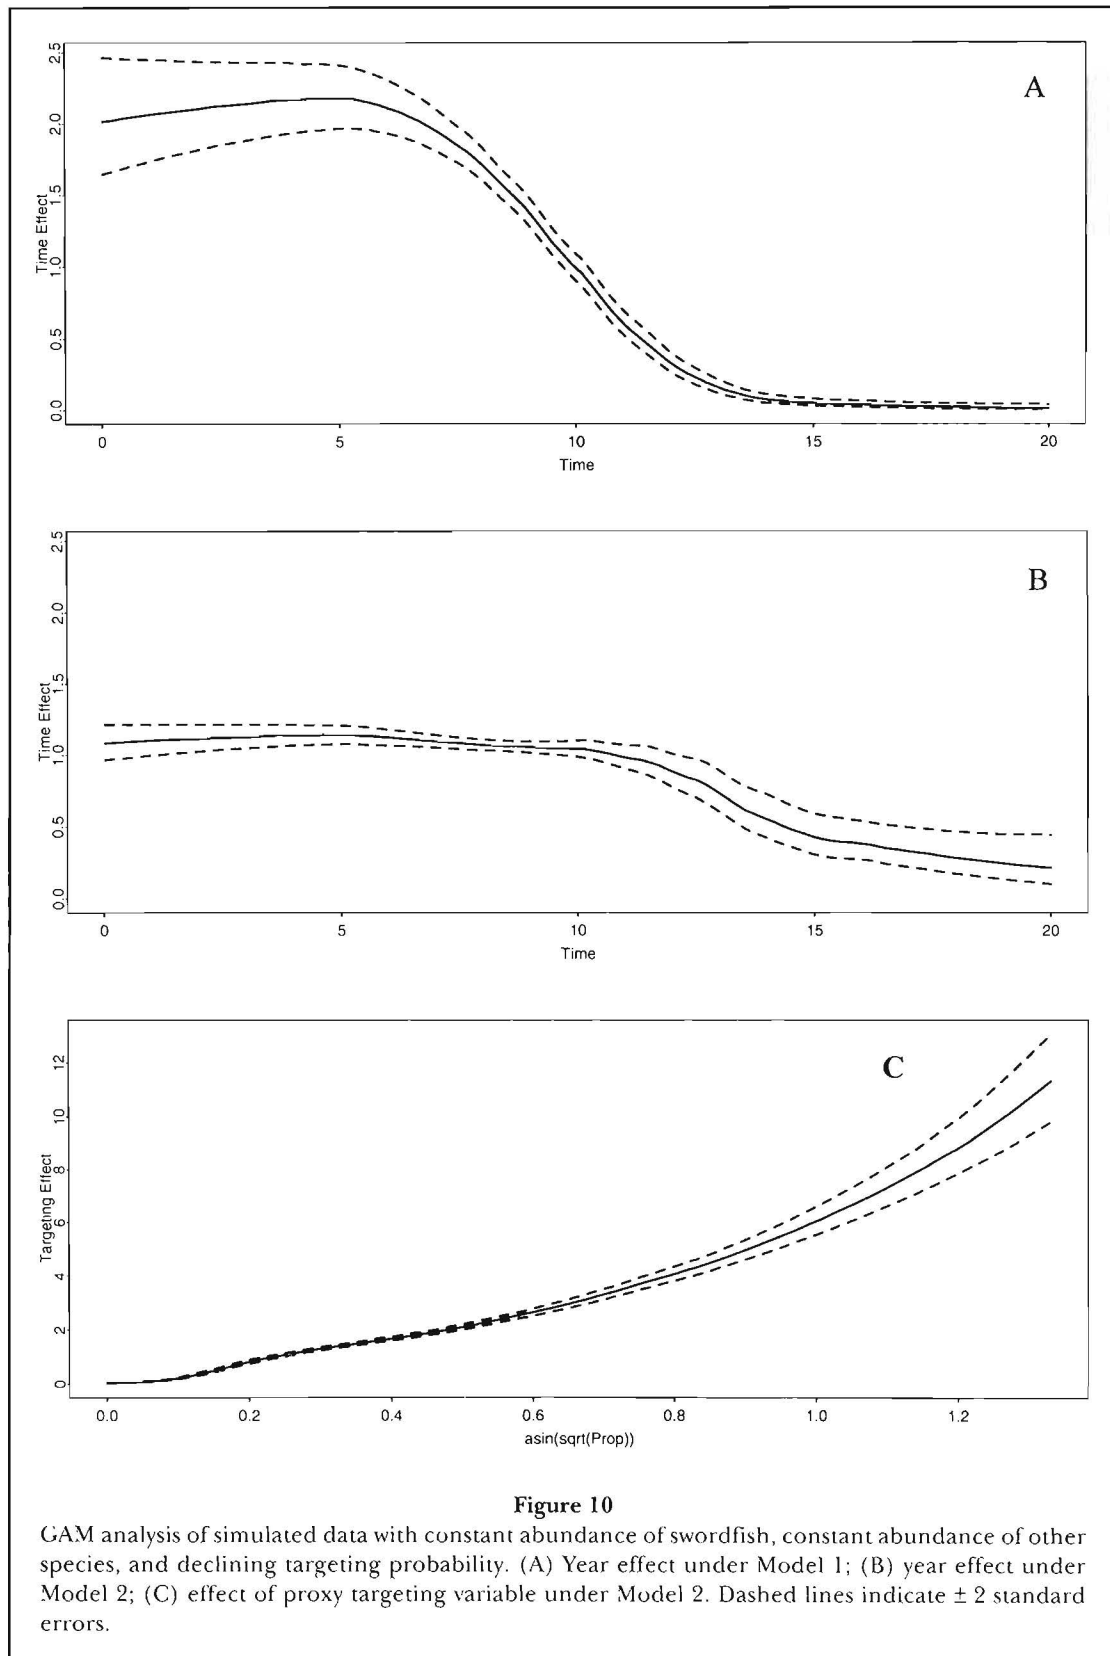 A
2.5
2.0
1.5
1.0
0.5
0.0
Time Effect
0 5 10 15 20
Time
B
2.5
2.0
1.5
1.0
0.5
0.0
Time Effect
0 5 10 15 20
Time
C
12
10
8
6
4
2
0
Targeting Effect
0.0 0.2 0.4 0.6 0.8 1.0 1.2
asin(sqrt(Prop))
Figure 10
GAM analysis of simulated data with constant abundance of swordfish, constant abundance of other
species, and declining targeting probability. (A) Year effect under Model 1; (B) year effect under
Model 2; (C) effect of proxy targeting variable under Model 2. Dashed lines indicate ± 2 standard
errors.